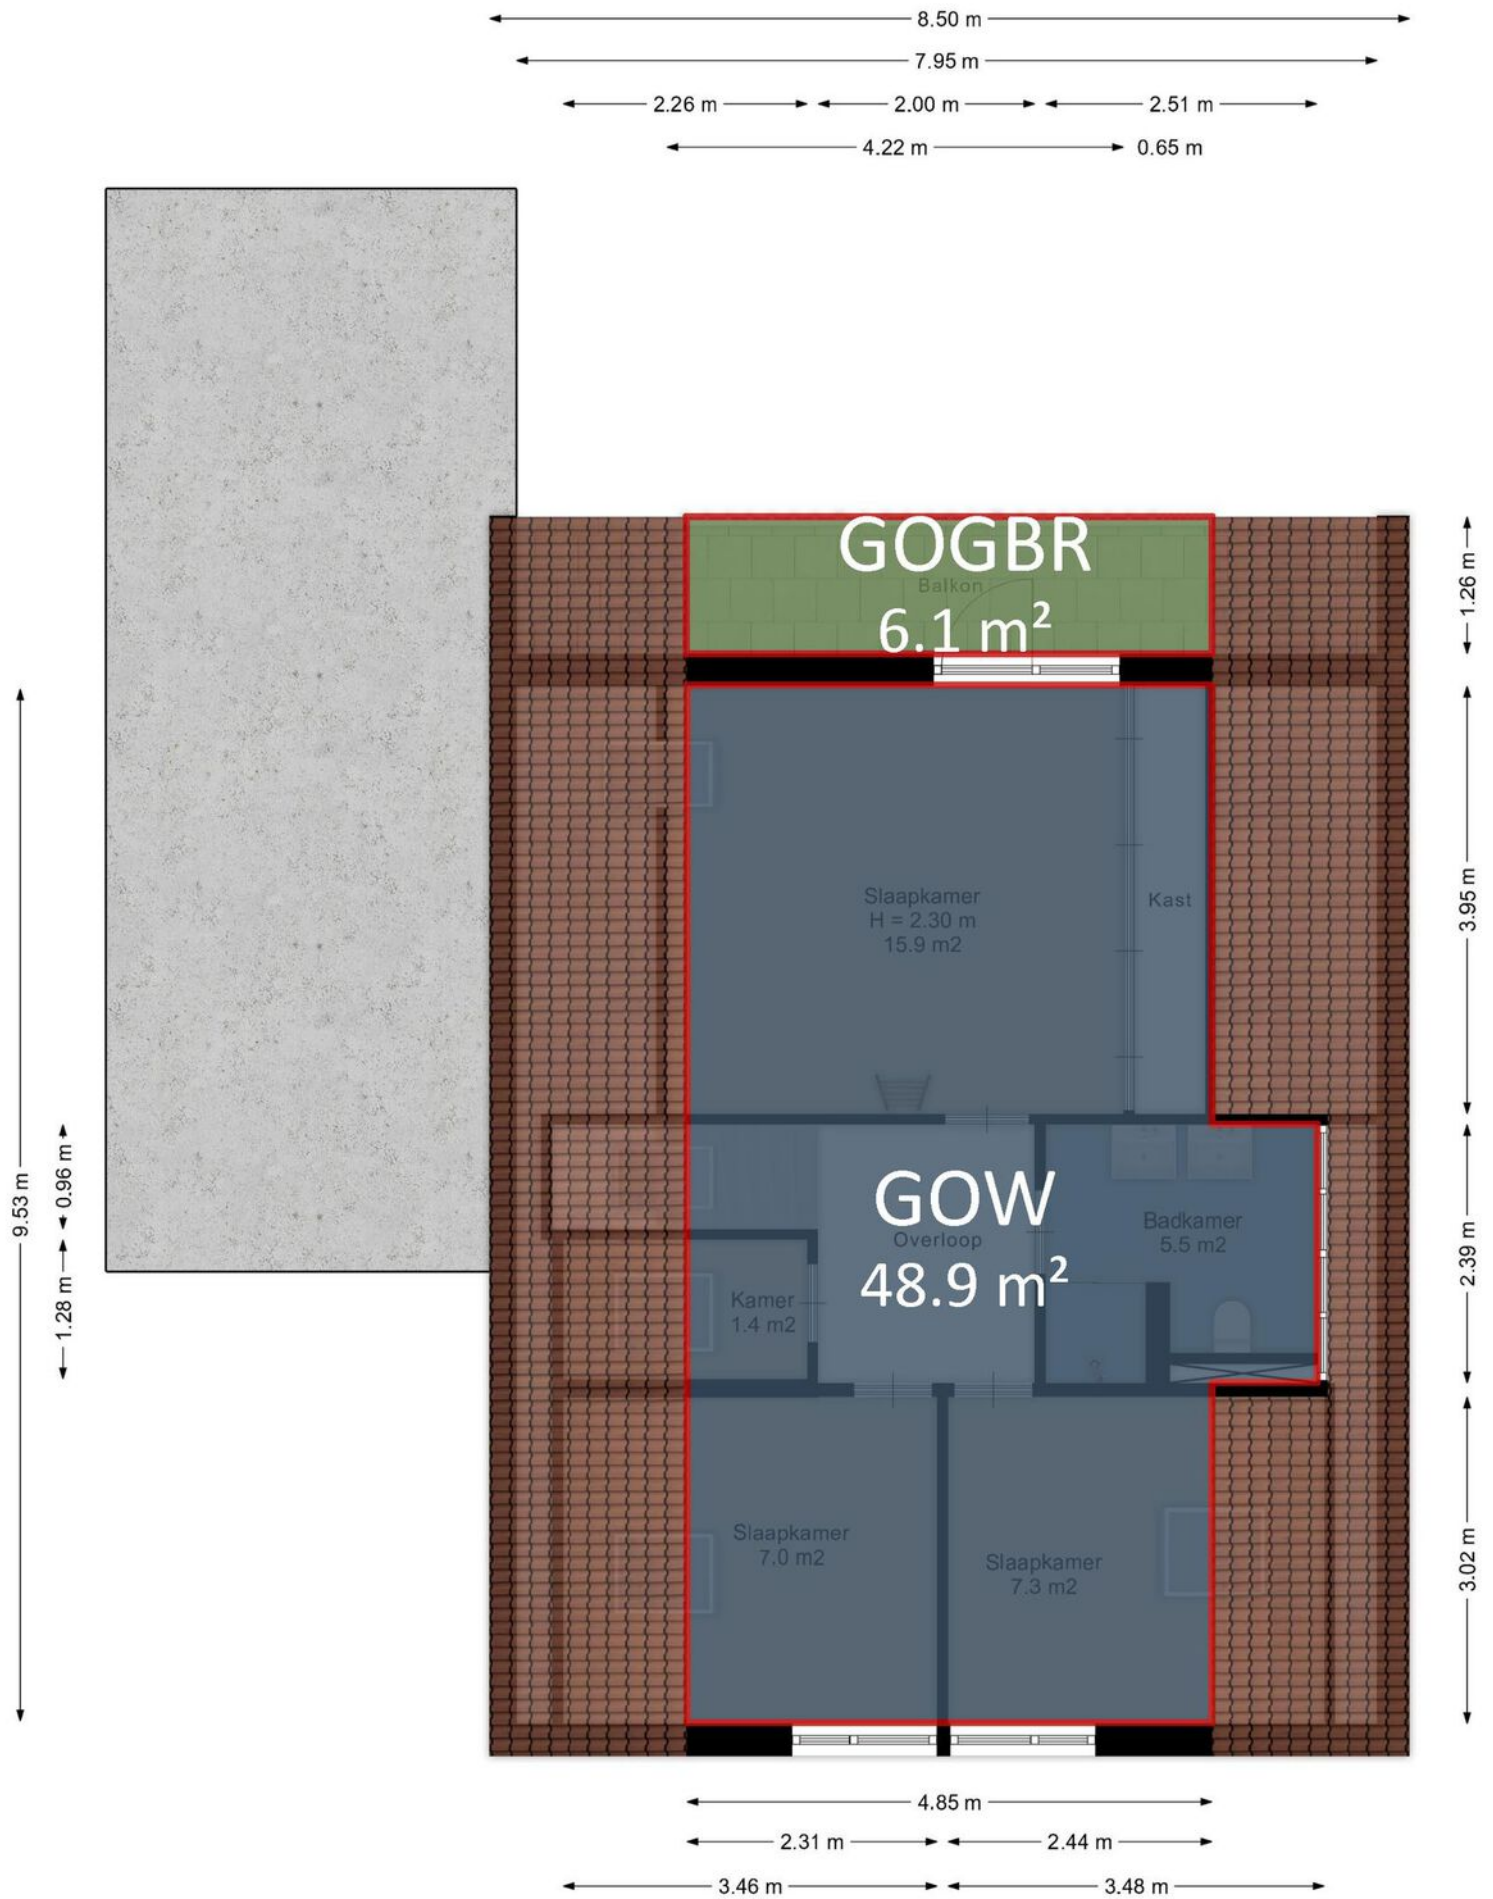 8.50 m
7.95 m
2.26 m
2.00 m
2.51 m
4.22 m
0.65 m
GOGBR
Balkon
6.1 m²
1.26 m
Slaapkamer
H = 2.30 m
15.9 m2
Kast
3.95 m
9.53 m
0.96 m
1.28 m
GOW
Overloop
48.9 m²
Badkamer
5.5 m2
2.39 m
Kamer
1.4 m2
Slaapkamer
7.0 m2
Slaapkamer
7.3 m2
3.02 m
4.85 m
2.31 m
2.44 m
3.46 m
3.48 m